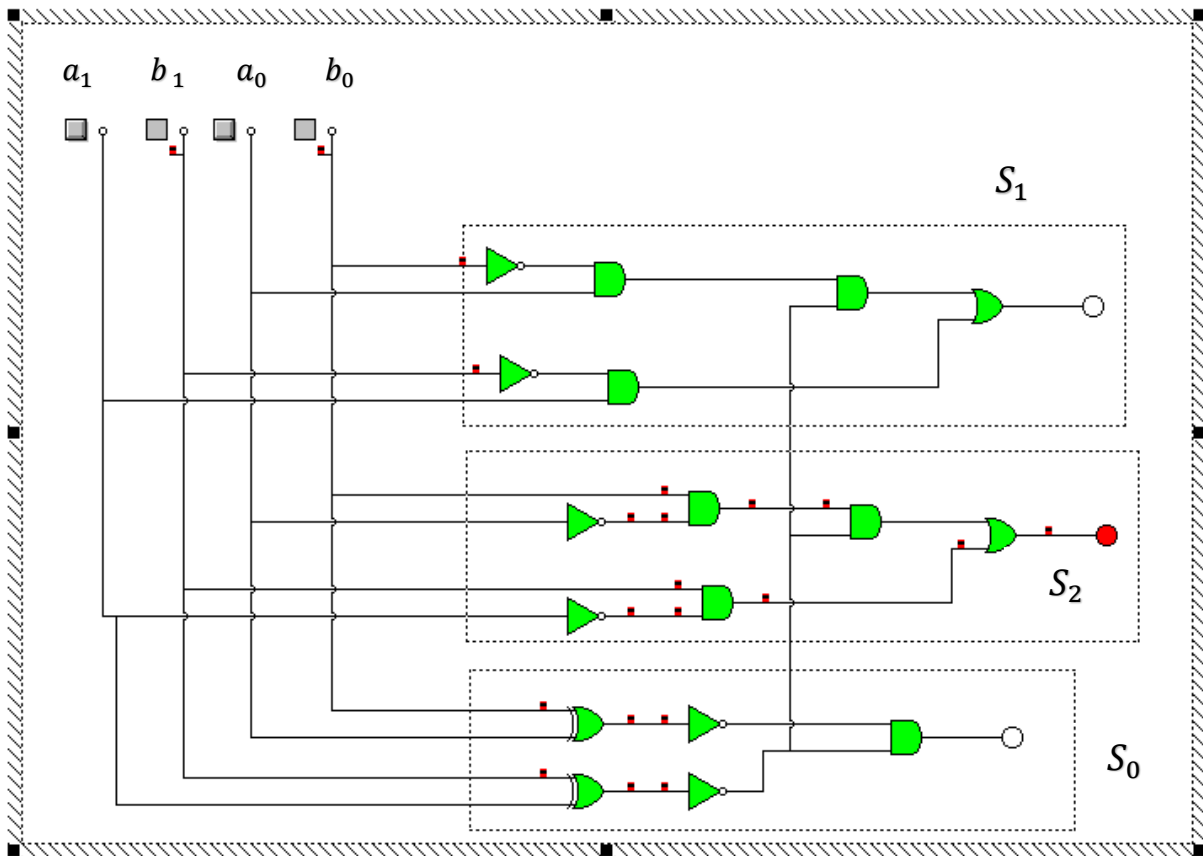 a₁ b₁ a₀ b₀
S₁
S₂
S₀